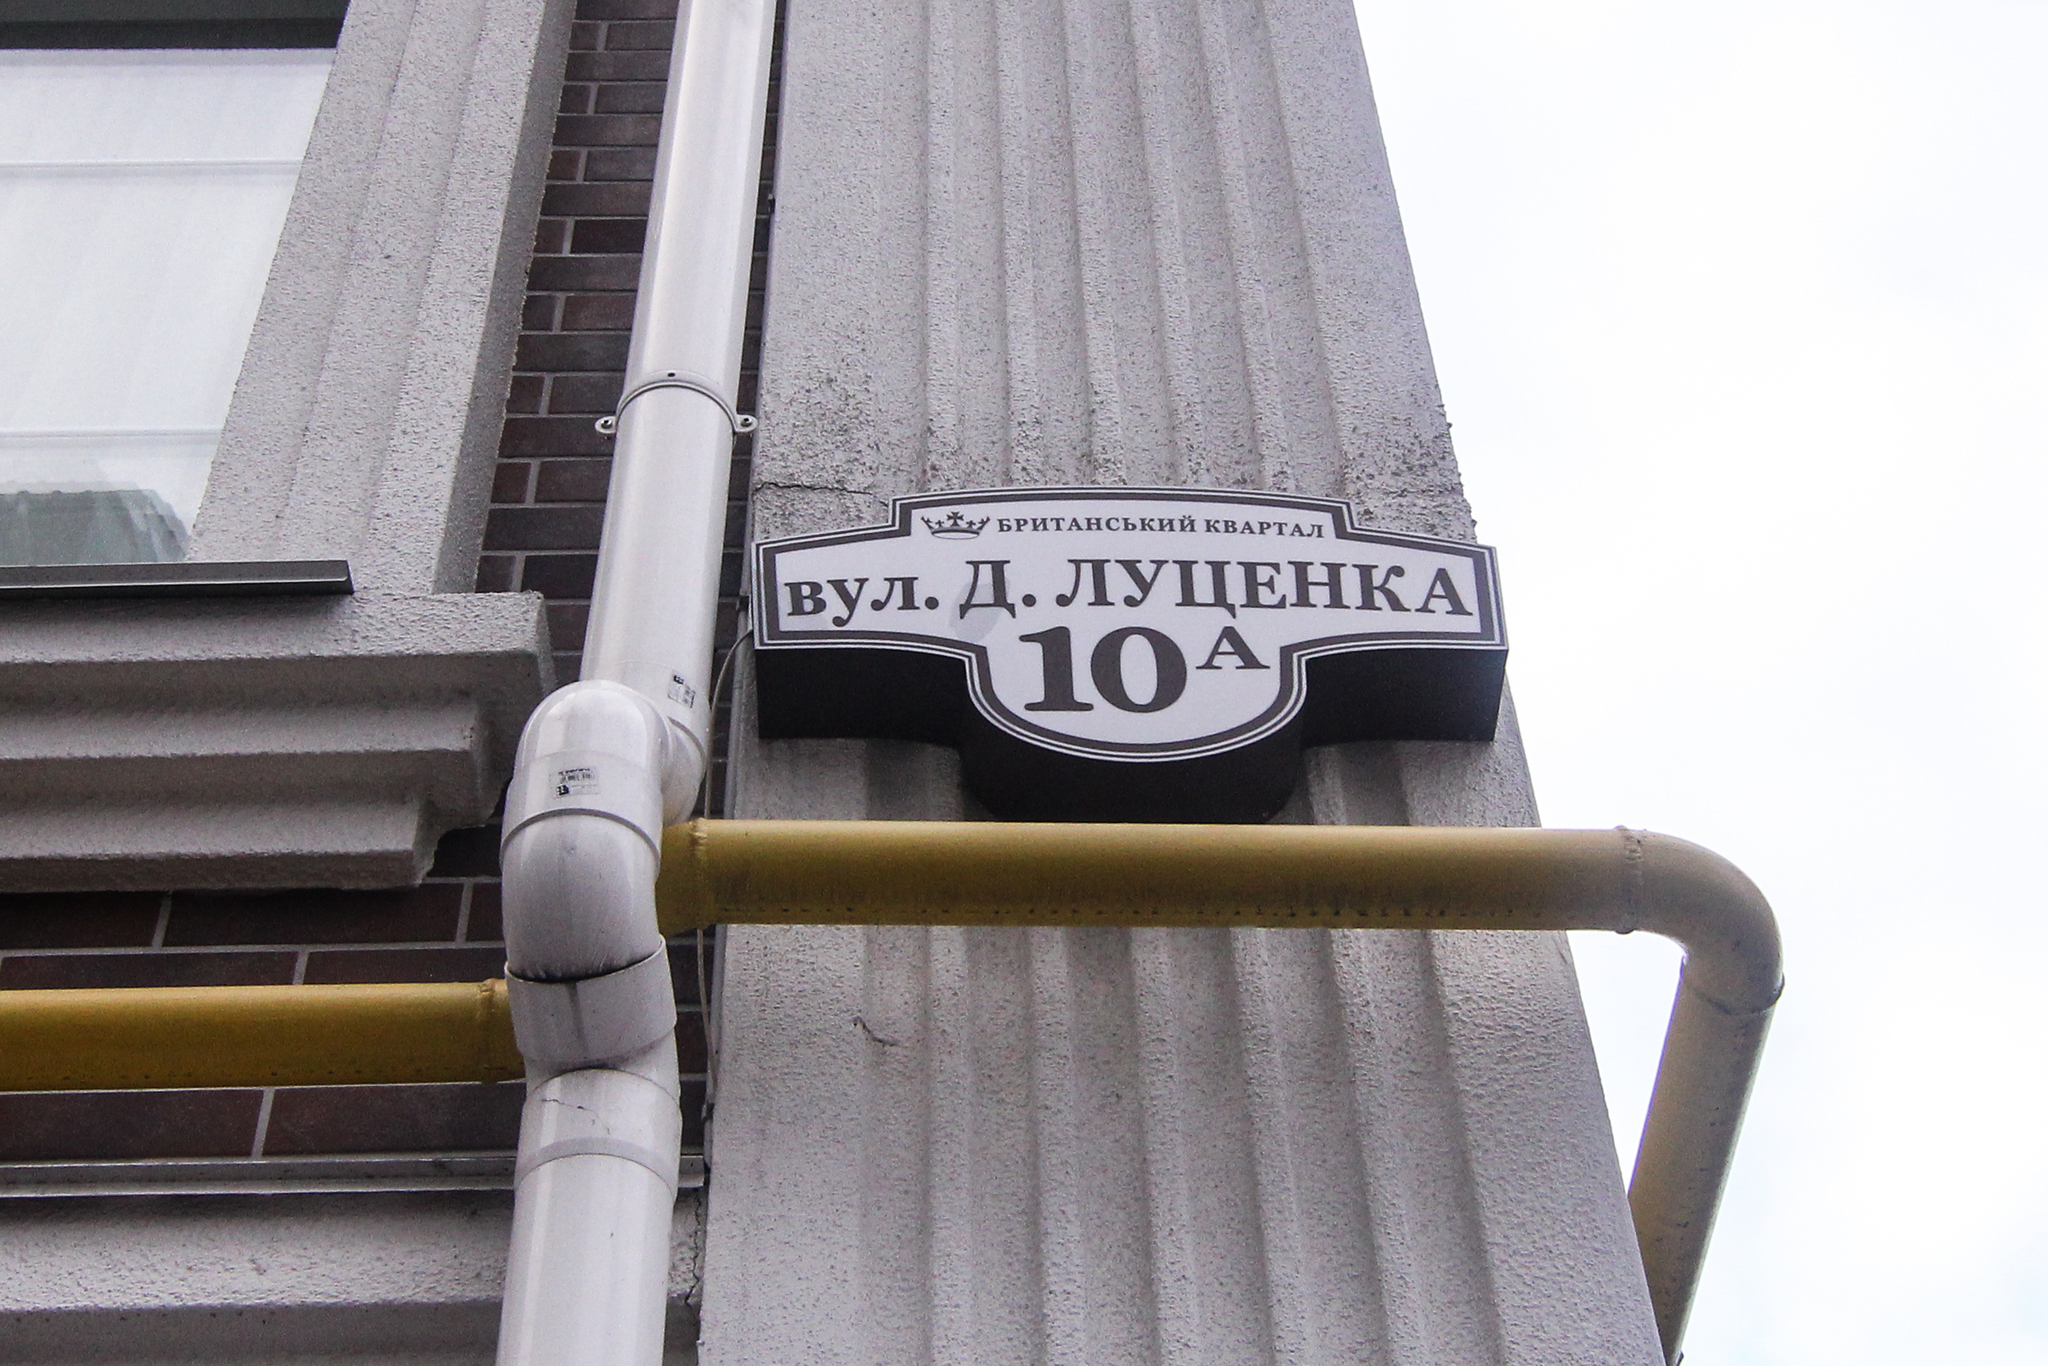 БРИТАНСЬКИЙ КВАРТАЛ
вул. Д. ЛУЦЕНКА
10А